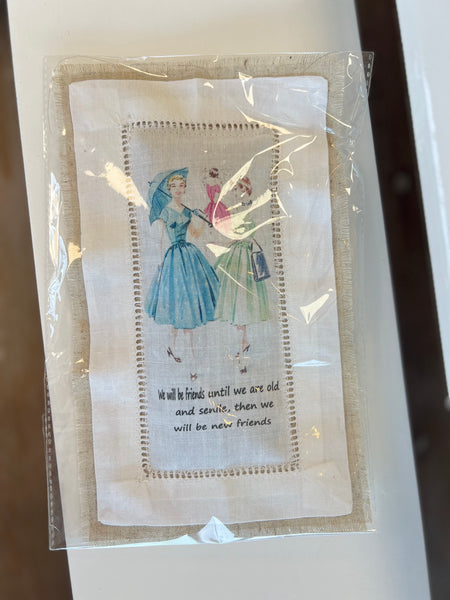 We will be friends until we are old
and senile, then we
will be new friends